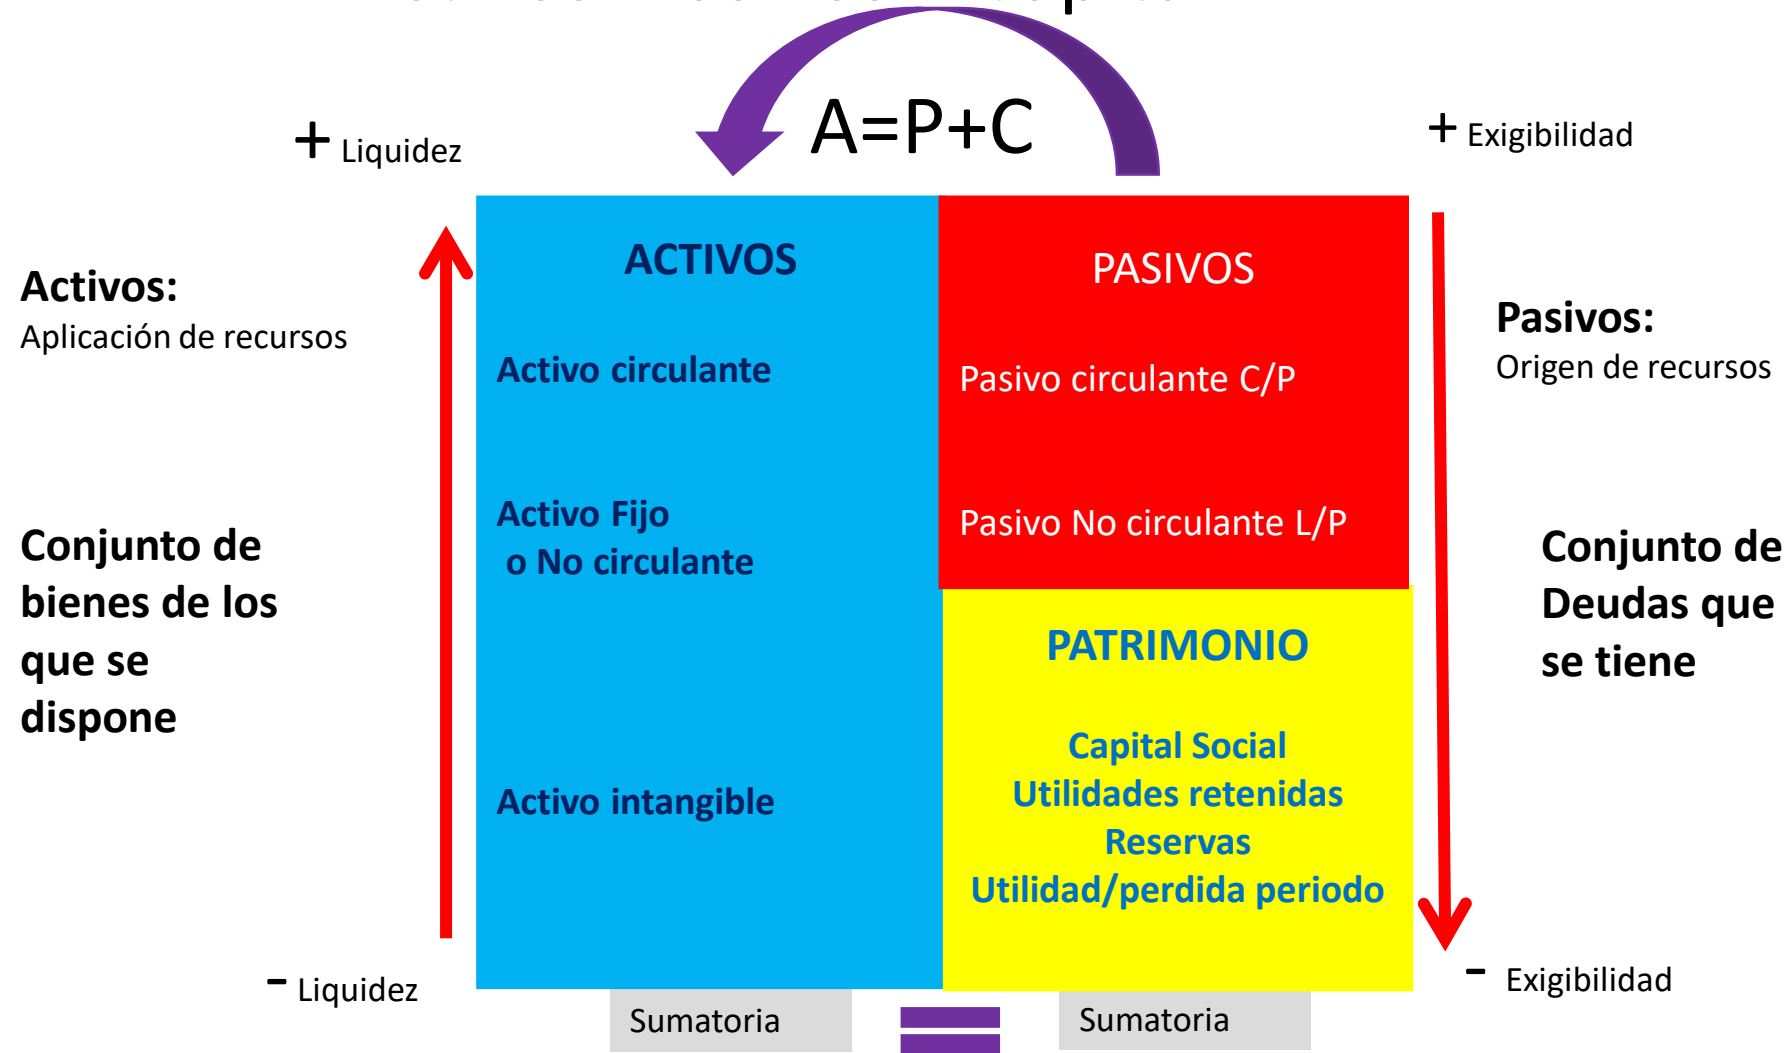 A=P+C
+ Liquidez
+ Exigibilidad
ACTIVOS
PASIVOS
Activos:
Aplicación de recursos
Pasivos:
Origen de recursos
Activo circulante
Pasivo circulante C/P
Activo Fijo
o No circulante
Pasivo No circulante L/P
Conjunto de
bienes de los
que se
dispone
Conjunto de
Deudas que
se tiene
PATRIMONIO
Capital Social
Utilidades retenidas
Reservas
Utilidad/perdida periodo
Activo intangible
- Liquidez
- Exigibilidad
Sumatoria
Sumatoria